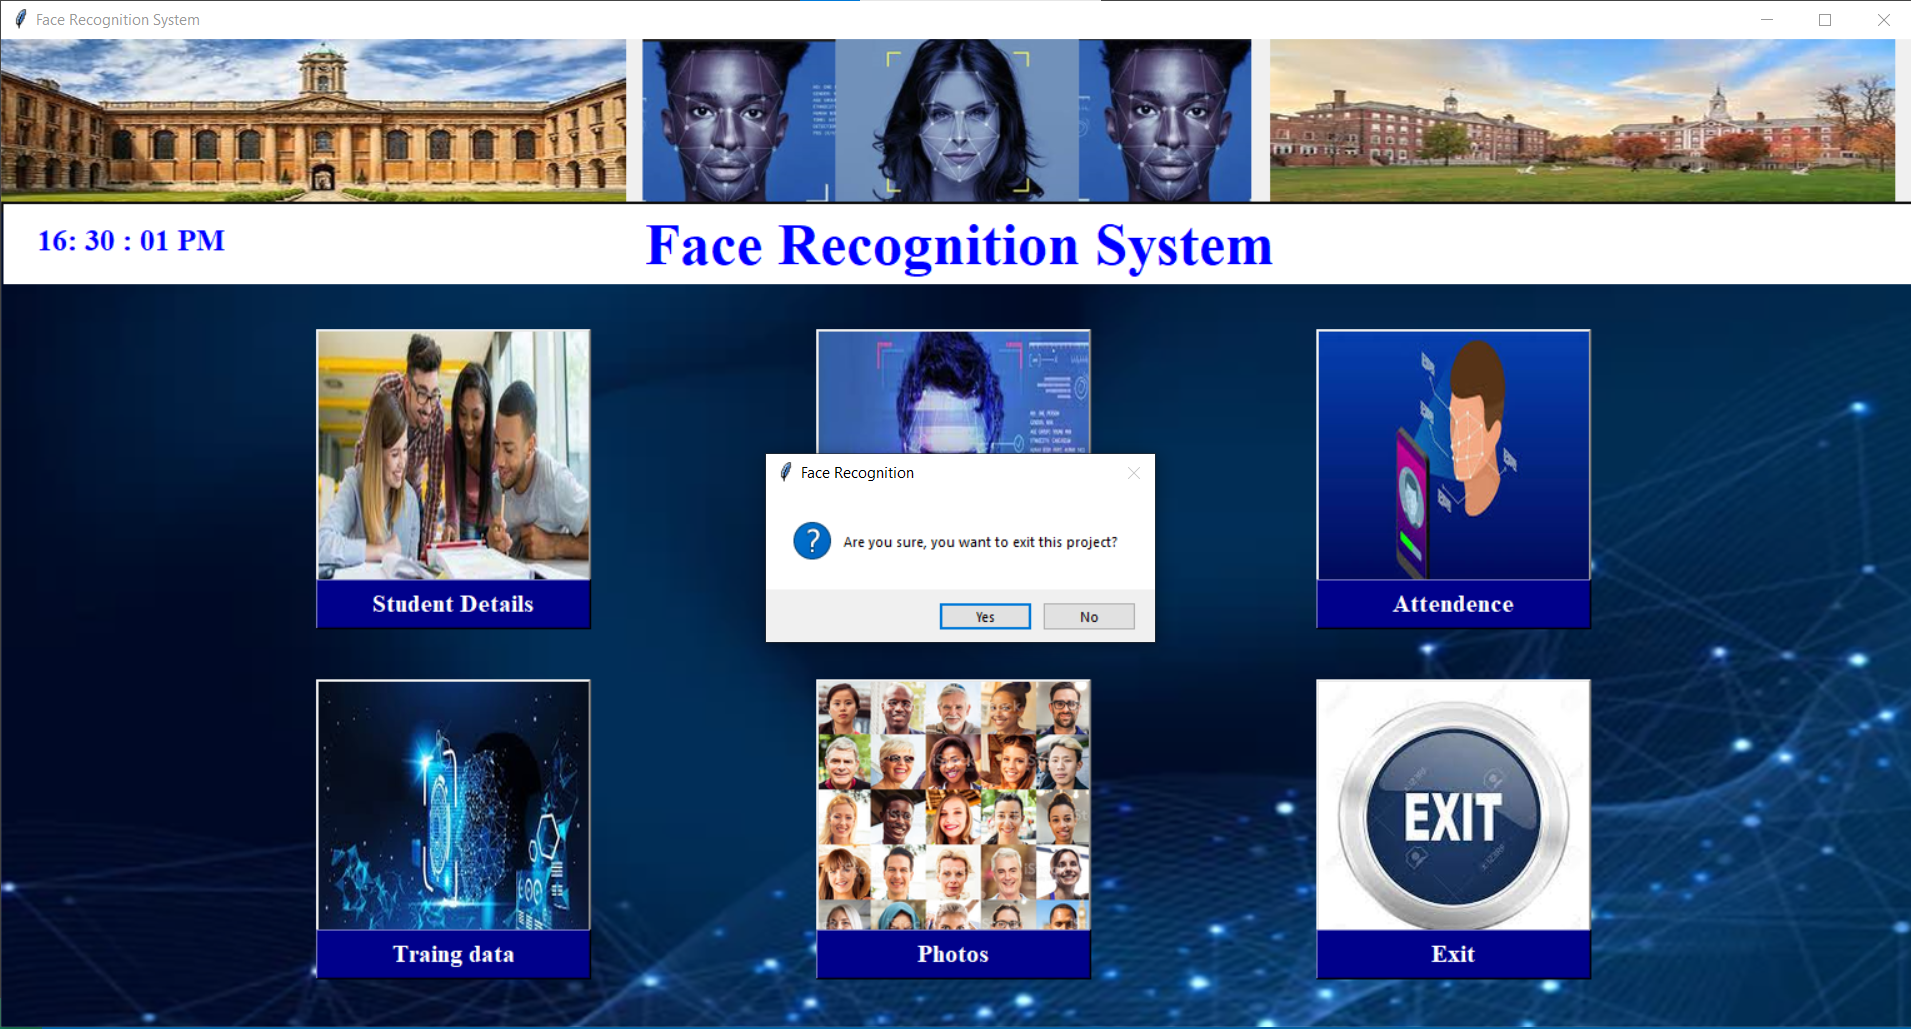 Face Recognition System
16: 30 : 01 PM
Face Recognition System
Face Recognition
Are you sure, you want to exit this project?
Yes
No
Student Details
Attendence
EXIT
Traing data
Photos
Exit